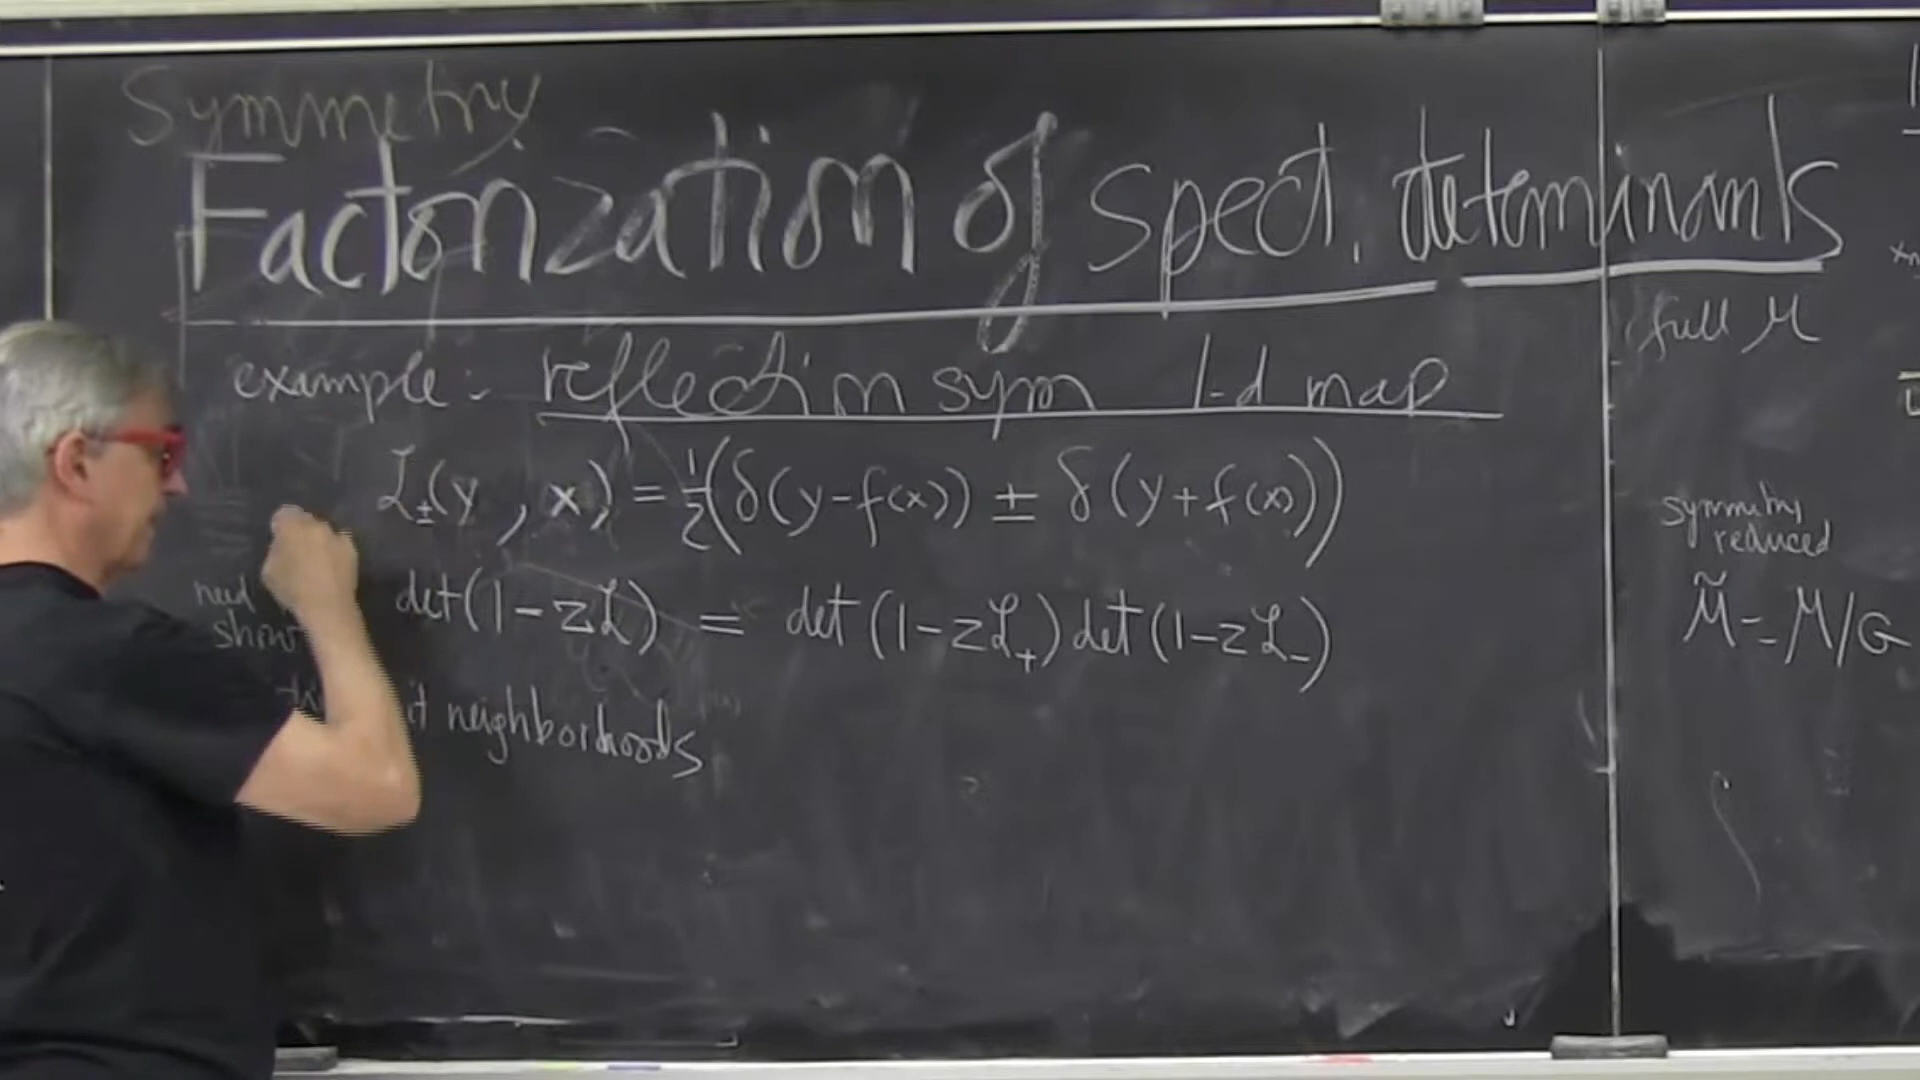 Symmetry
Factorization of spect. determinants
example: reflection sym 1-d map
ℒ±(y, x) = 1/2(δ(y-f(x)) ± δ(y+f(x)))
need
show
det(1-zℒ) = det(1-zℒ₊) det(1-zℒ₋)
it neighborhoods
full ℳ
symmetry
reduced
ℳ̃ = ℳ/G